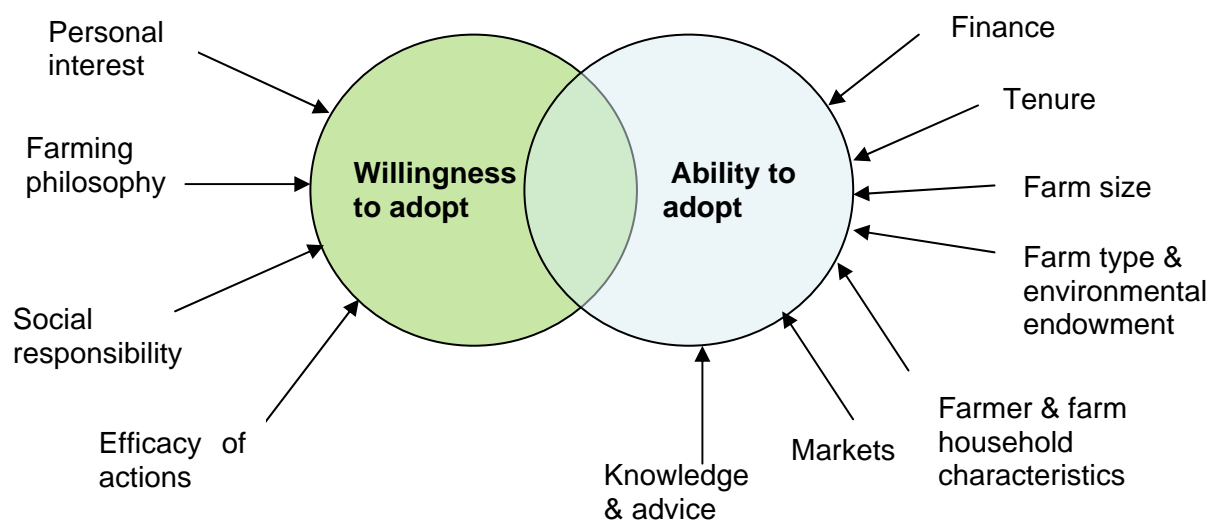 Personal
interest
Farming
philosophy
Social
responsibility
Efficacy of
actions
Willingness
to adopt
Ability to
adopt
Finance
Tenure
Farm size
Farm type &
environmental
endowment
Farmer & farm
household
characteristics
Markets
Knowledge
& advice